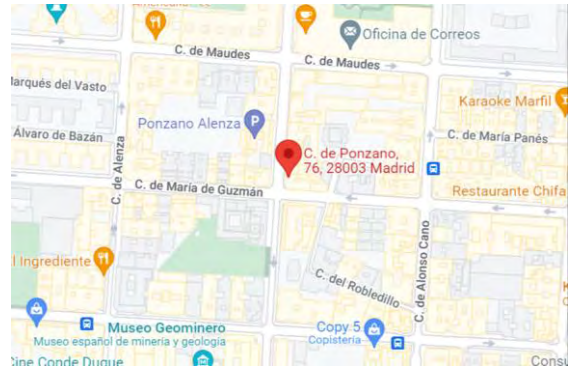 Oficina de Correos
C. de Maudes
C. de Maudes
Marqués del Vasto
Karaoke Marfil
Ponzano Alenza
P
Álvaro de Bazán
C. de María Panés
C. de Ponzano,
76, 28003 Madrid
C. de Alenza
C. de María de Guzmán
Restaurante Chifa
C. de Alonso Cano
l Ingrediente
C. del Robledillo
Museo Geominero
Museo español de minería y geología
Copy 5
Copistería
Cine Conde Duque
Consu